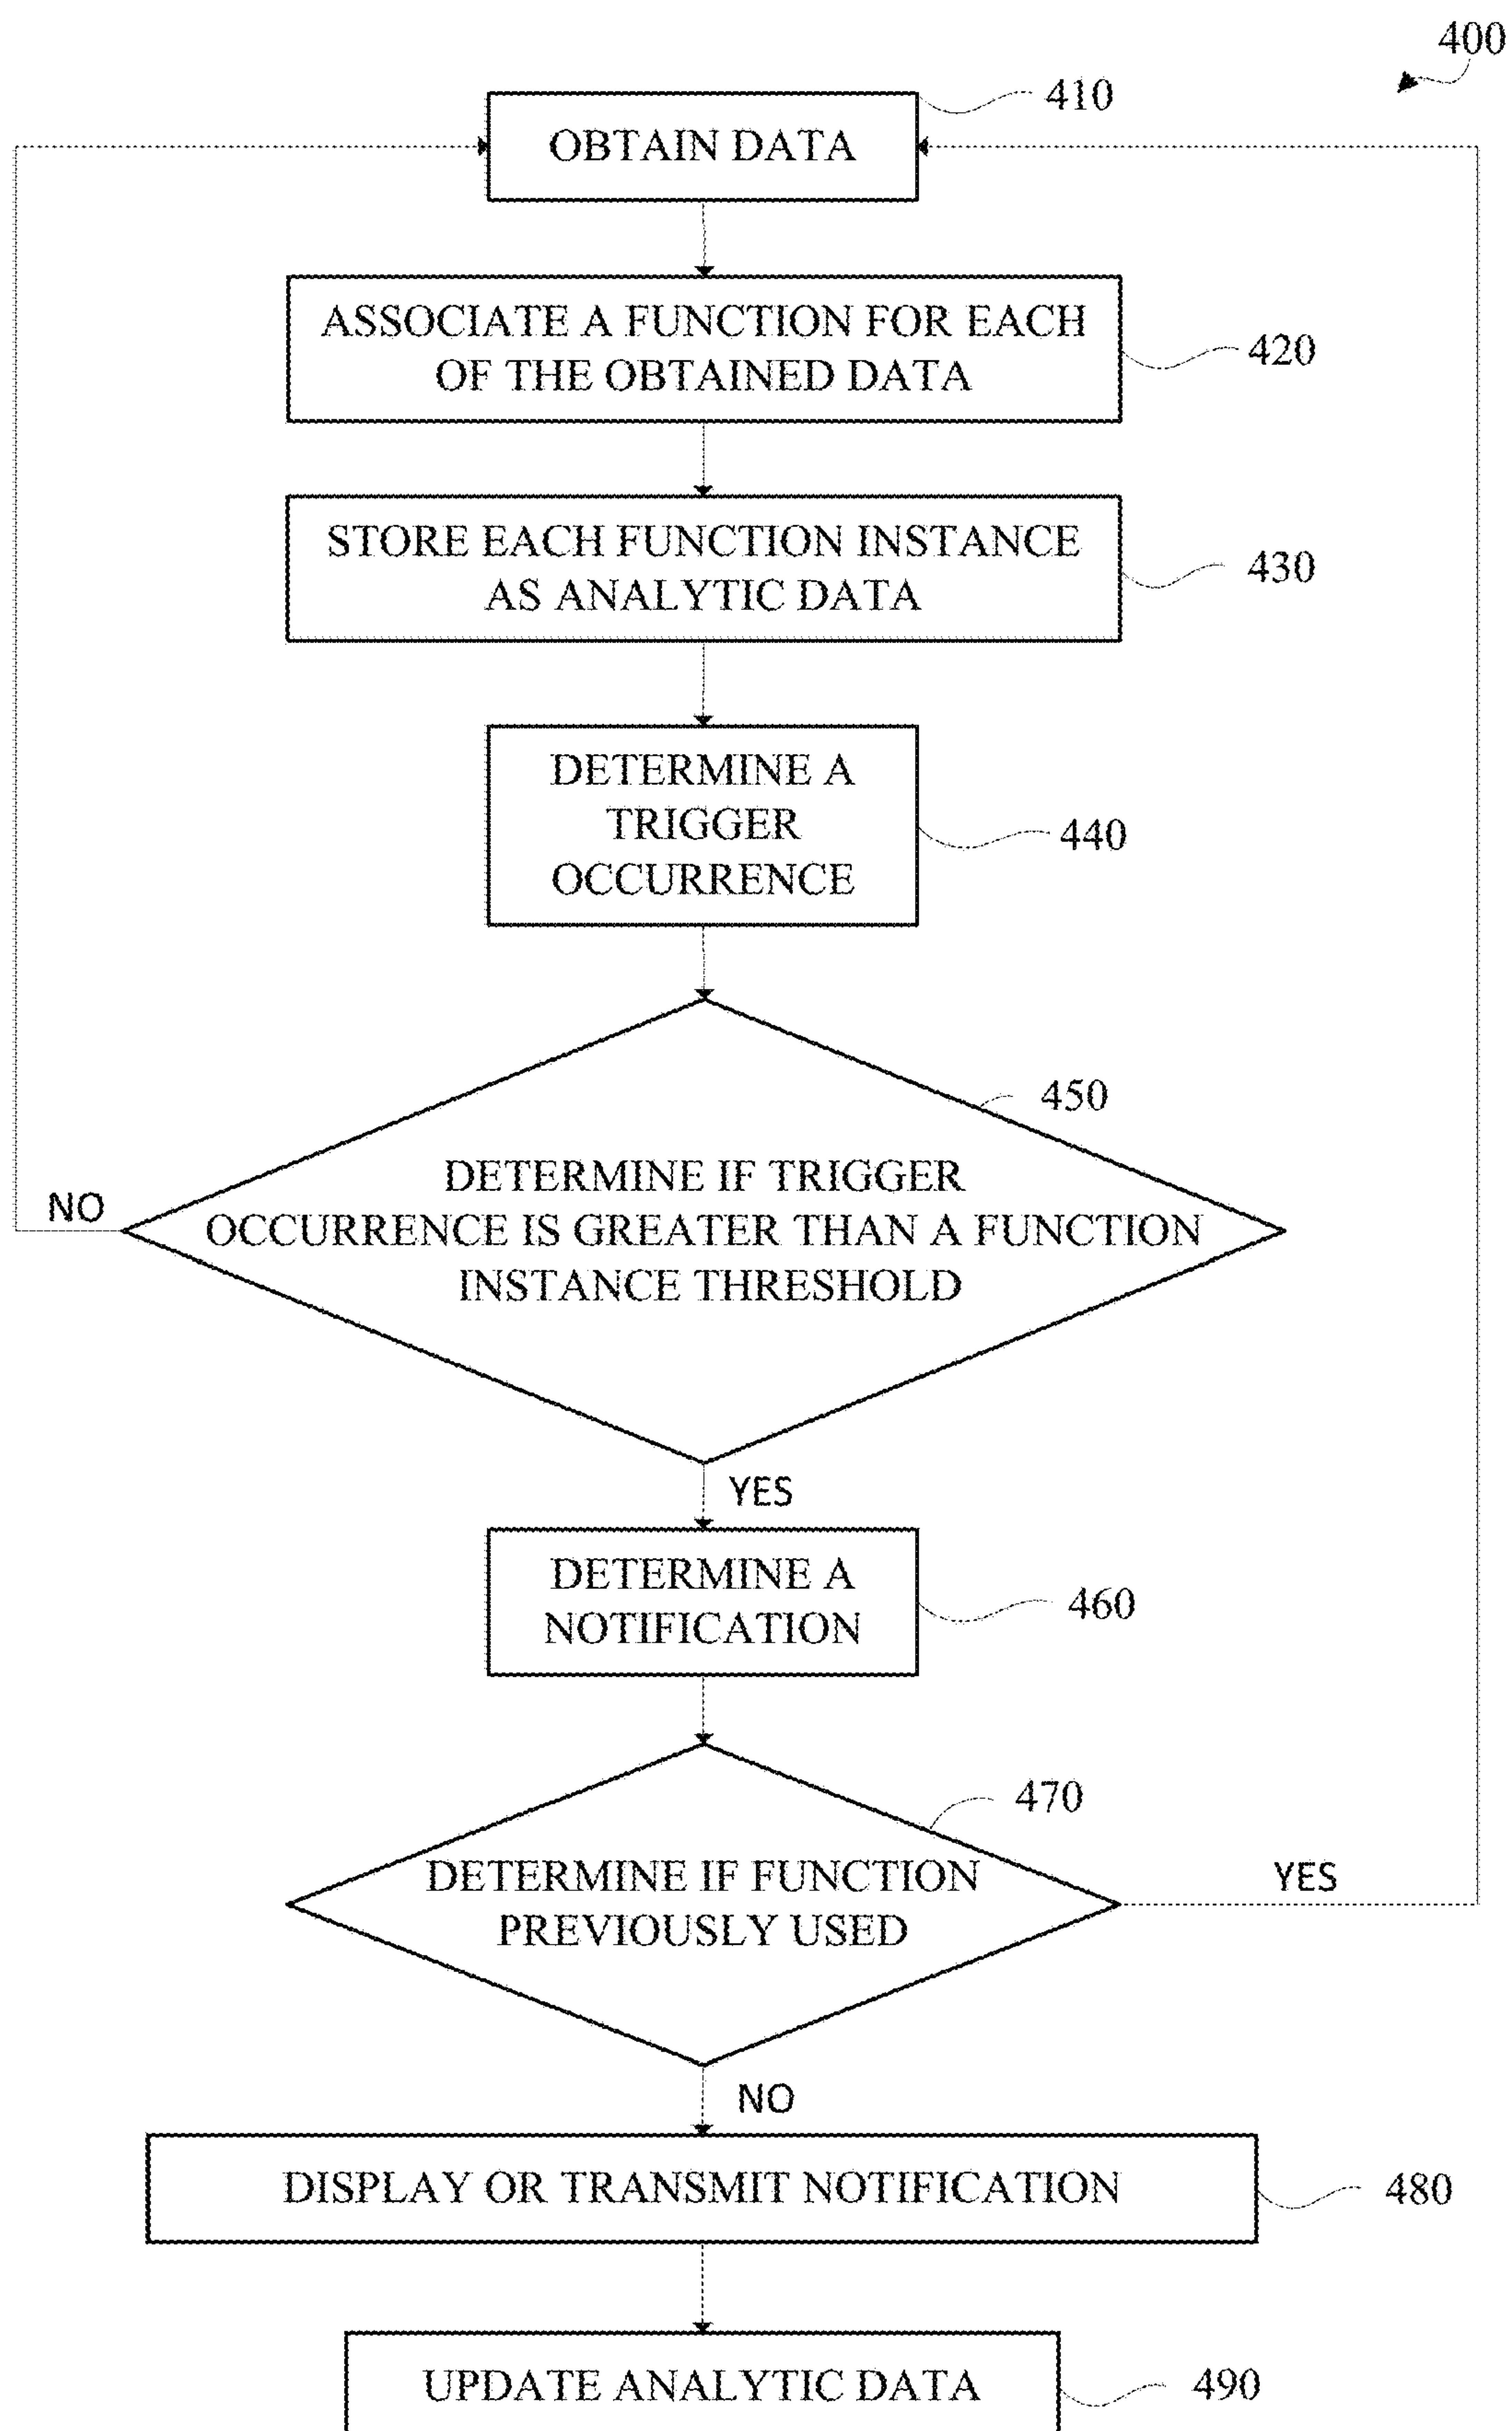 400
410
OBTAIN DATA
ASSOCIATE A FUNCTION FOR EACH
OF THE OBTAINED DATA
420
STORE EACH FUNCTION INSTANCE
AS ANALYTIC DATA
430
DETERMINE A
TRIGGER
OCCURRENCE
440
450
DETERMINE IF TRIGGER
OCCURRENCE IS GREATER THAN A FUNCTION
INSTANCE THRESHOLD
NO
YES
DETERMINE A
NOTIFICATION
460
470
DETERMINE IF FUNCTION
PREVIOUSLY USED
YES
NO
DISPLAY OR TRANSMIT NOTIFICATION
480
UPDATE ANALYTIC DATA
490